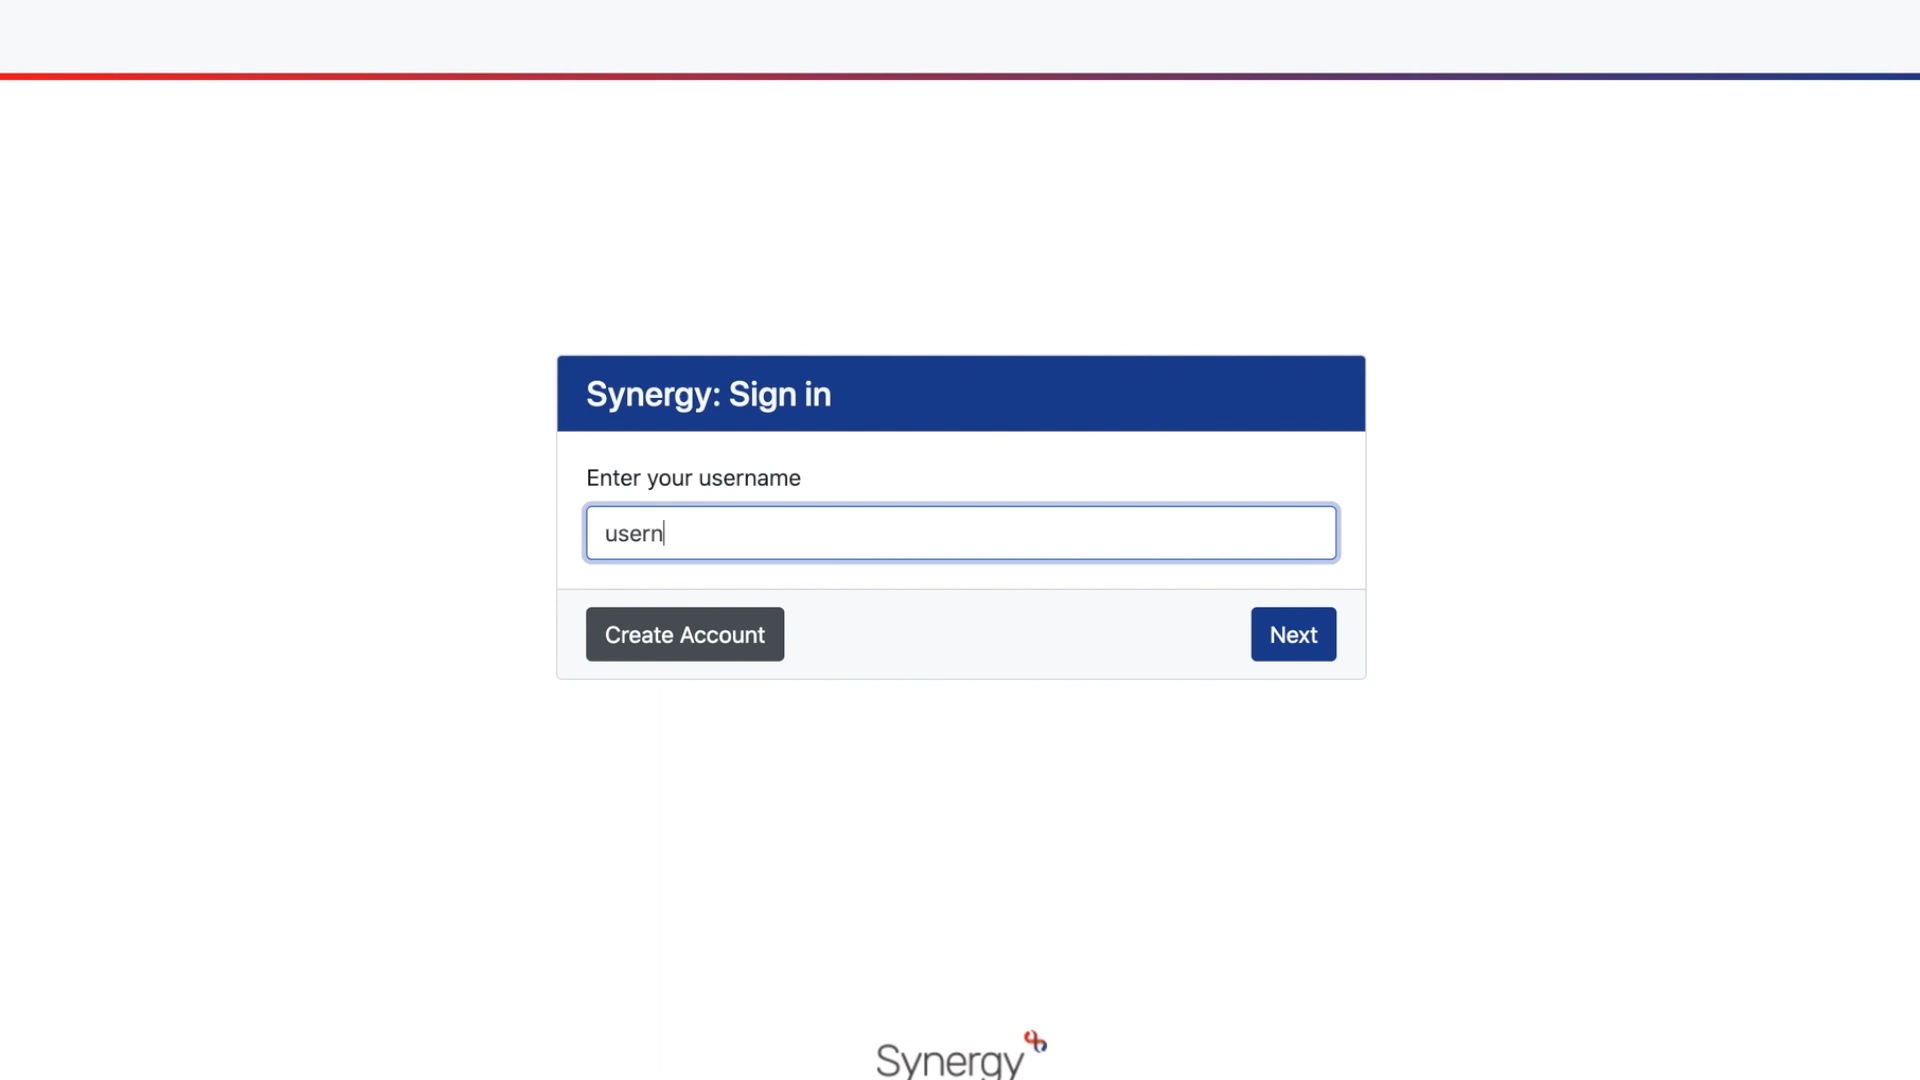 Synergy: Sign in
Enter your username
usern
Create Account
Next
Synergy